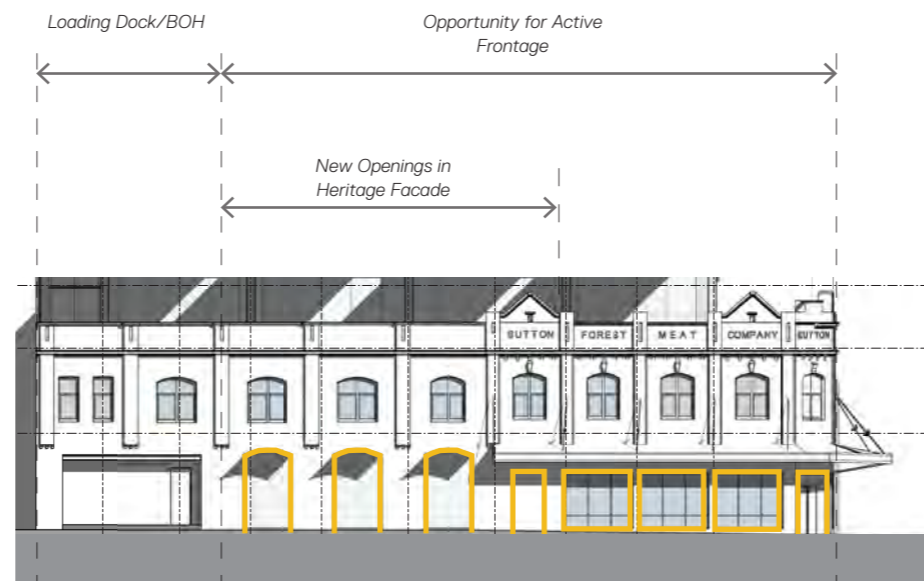 Loading Dock/BOH
Opportunity for Active
Frontage
New Openings in
Heritage Facade
SUTTON
FOREST
MEAT
COMPANY
SUTTON